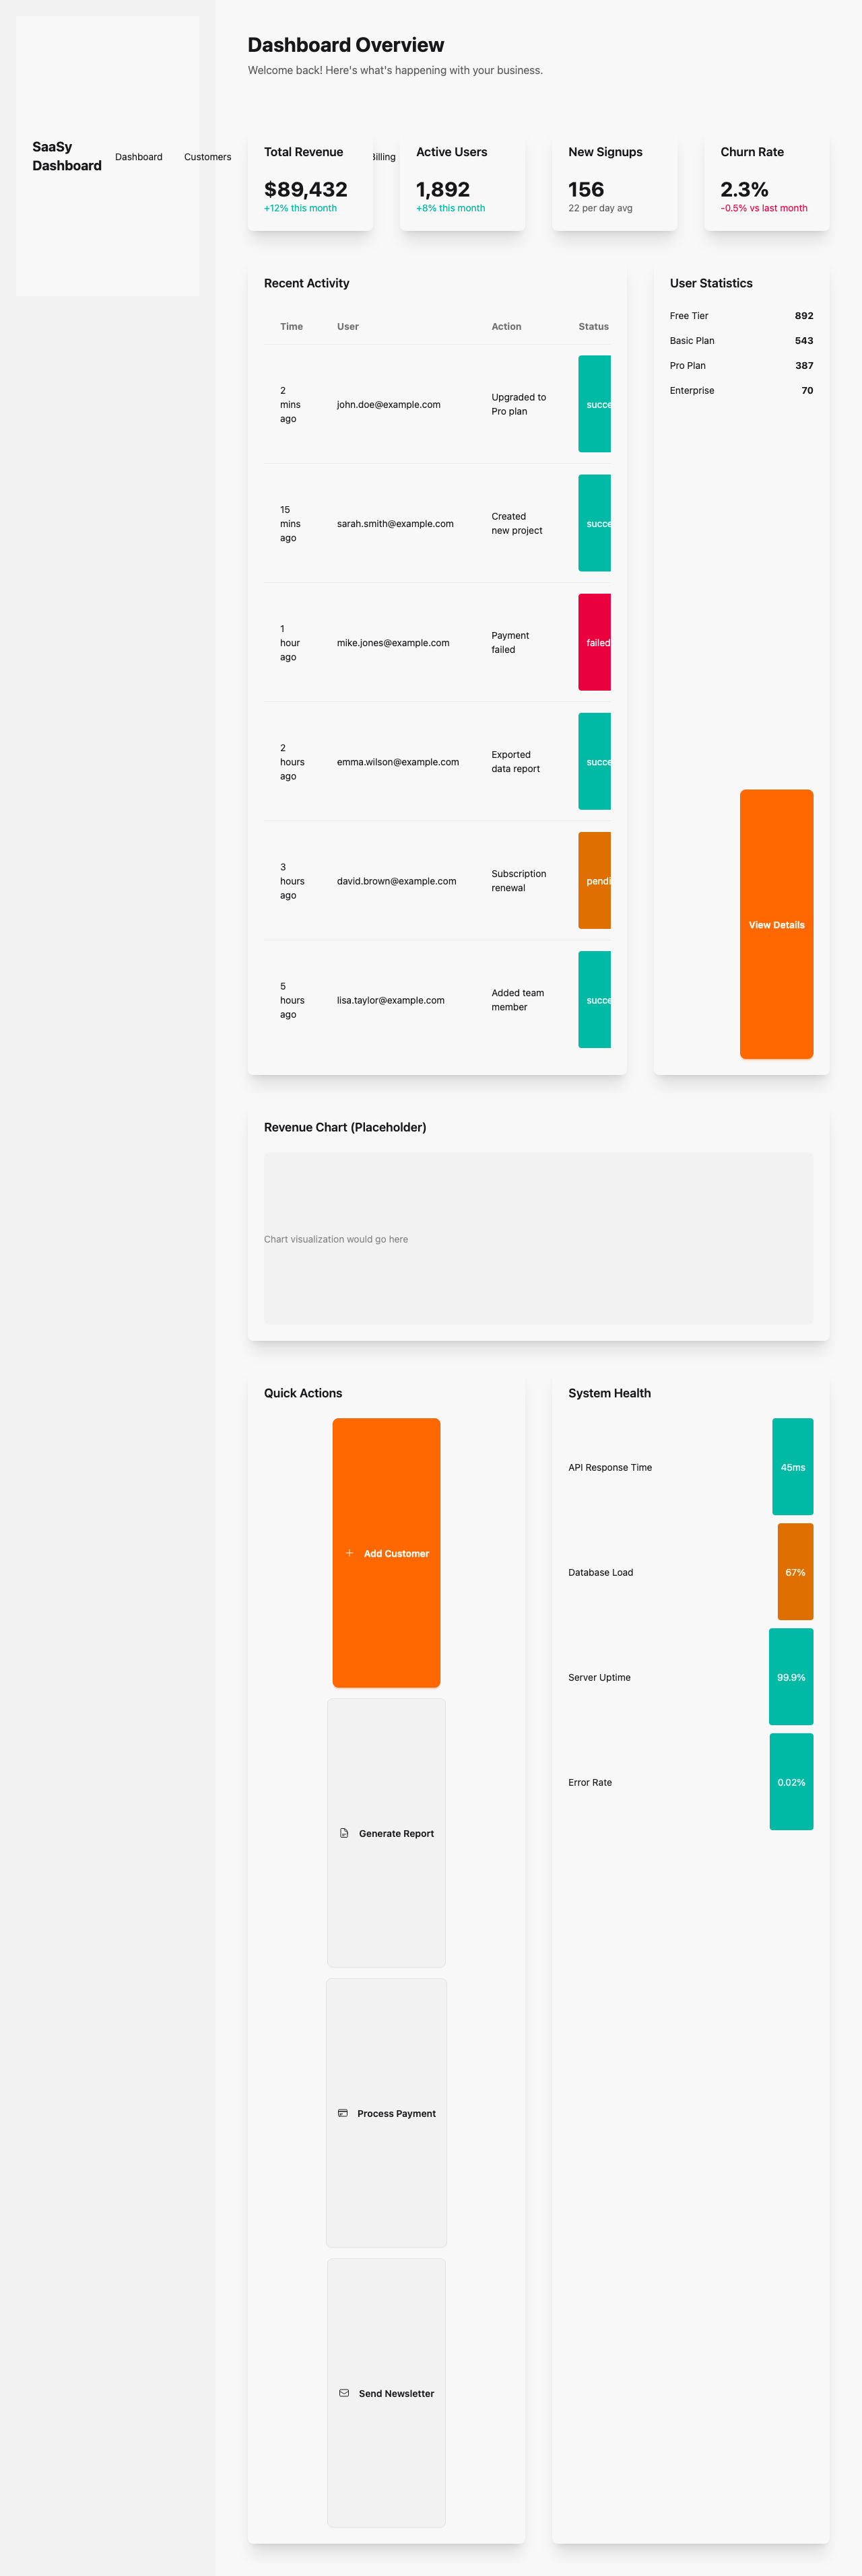 Dashboard Overview
Welcome back! Here's what's happening with your business.
SaaSy
Dashboard
Dashboard
Customers
Billing
Total Revenue
$89,432
+12% this month
Active Users
1,892
+8% this month
New Signups
156
22 per day avg
Churn Rate
2.3%
-0.5% vs last month
Recent Activity
Time User Action Status
2
mins
ago
john.doe@example.com
Upgraded to
Pro plan
succe
15
mins
ago
sarah.smith@example.com
Created
new project
succe
1
hour
ago
mike.jones@example.com
Payment
failed
failed
2
hours
ago
emma.wilson@example.com
Exported
data report
succe
3
hours
ago
david.brown@example.com
Subscription
renewal
pendi
5
hours
ago
lisa.taylor@example.com
Added team
member
succe
User Statistics
Free Tier 892
Basic Plan 543
Pro Plan 387
Enterprise 70
View Details
Revenue Chart (Placeholder)
Chart visualization would go here
Quick Actions
Add Customer
Generate Report
Process Payment
Send Newsletter
System Health
API Response Time 45ms
Database Load 67%
Server Uptime 99.9%
Error Rate 0.02%